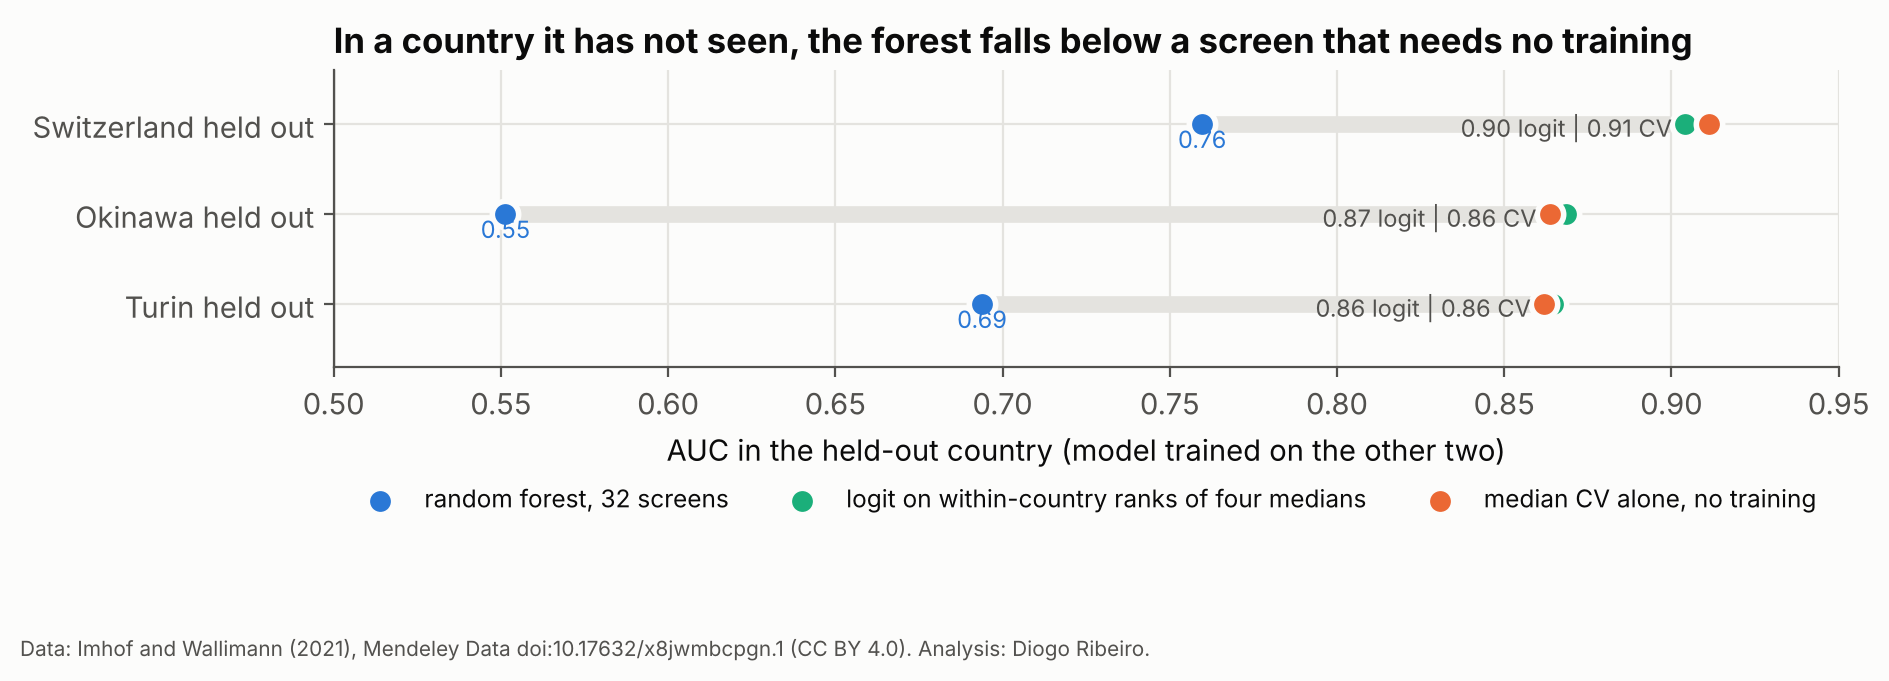 In a country it has not seen, the forest falls below a screen that needs no training
Switzerland held out
0.76
0.90 logit | 0.91 CV
Okinawa held out
0.55
0.87 logit | 0.86 CV
Turin held out
0.69
0.86 logit | 0.86 CV
0.50 0.55 0.60 0.65 0.70 0.75 0.80 0.85 0.90 0.95
AUC in the held-out country (model trained on the other two)
random forest, 32 screens logit on within-country ranks of four medians median CV alone, no training
Data: Imhof and Wallimann (2021), Mendeley Data doi:10.17632/x8jwmbcpgn.1 (CC BY 4.0). Analysis: Diogo Ribeiro.